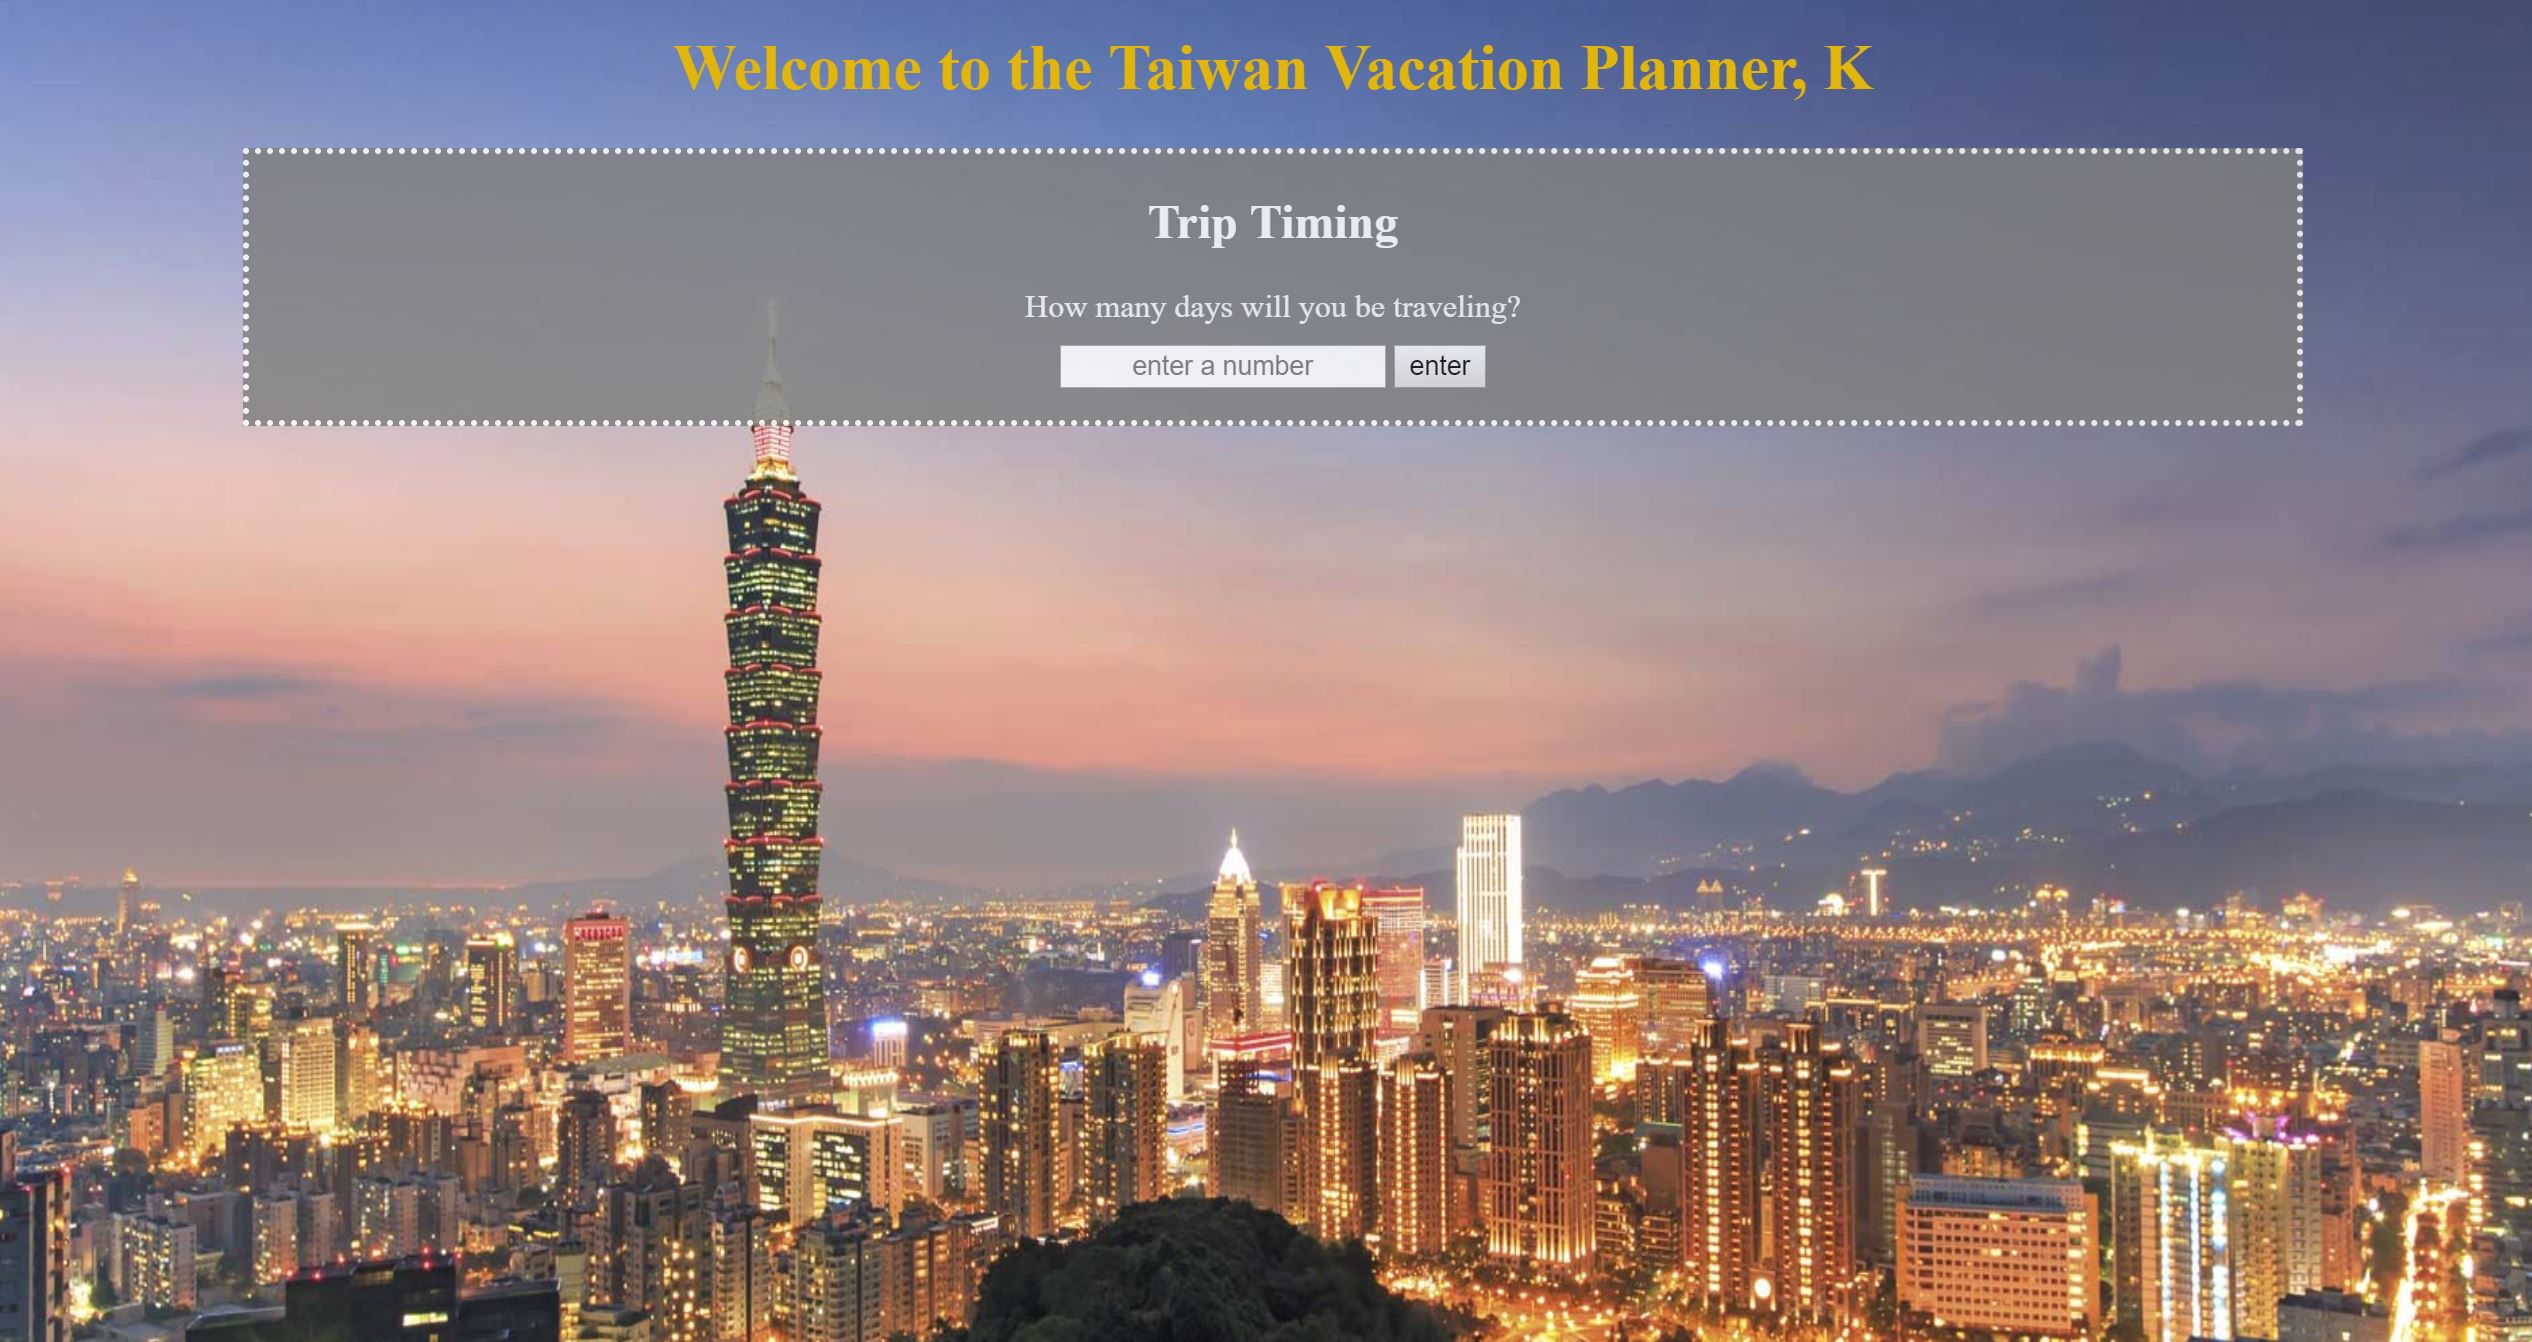 Welcome to the Taiwan Vacation Planner, K
Trip Timing
How many days will you be traveling?
enter a number enter